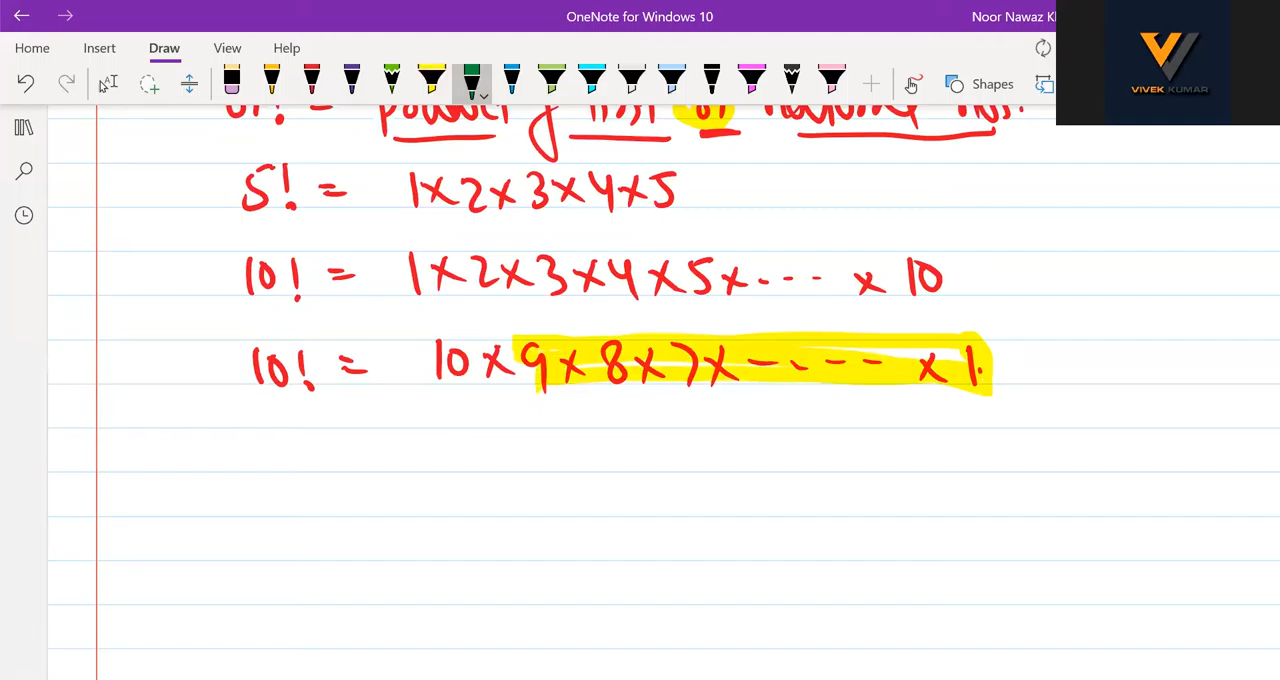 OneNote for Windows 10
Noor Nawaz Kh
Home Insert Draw View Help
Shapes
VIVEK KUMAR
5! = 1×2×3×4×5
10! = 1×2×3×4×5×---- × 10
10! = 10×9×8×7×------ ×1.